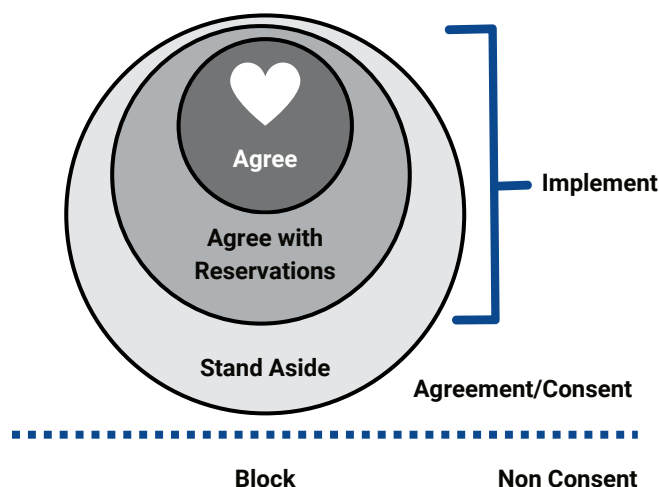 Agree
Implement
Agree with
Reservations
Stand Aside
Agreement/Consent
Block
Non Consent